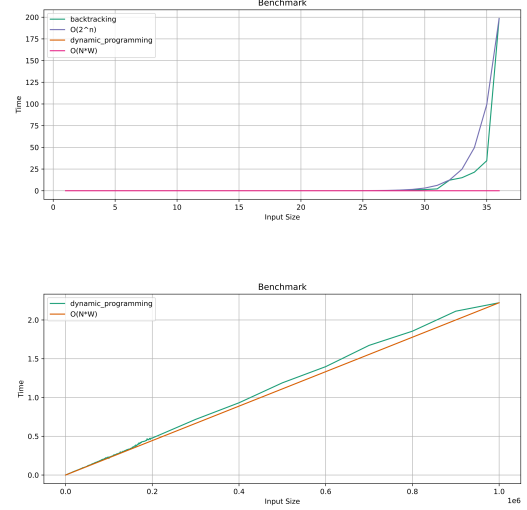 Benchmark
backtracking
O(2^n)
dynamic_programming
O(N*W)
200
175
150
125
100
75
50
25
0
Time
0 5 10 15 20 25 30 35
Input Size
Benchmark
dynamic_programming
O(N*W)
2.0
1.5
1.0
0.5
0.0
Time
0.0 0.2 0.4 0.6 0.8 1.0
1e6
Input Size